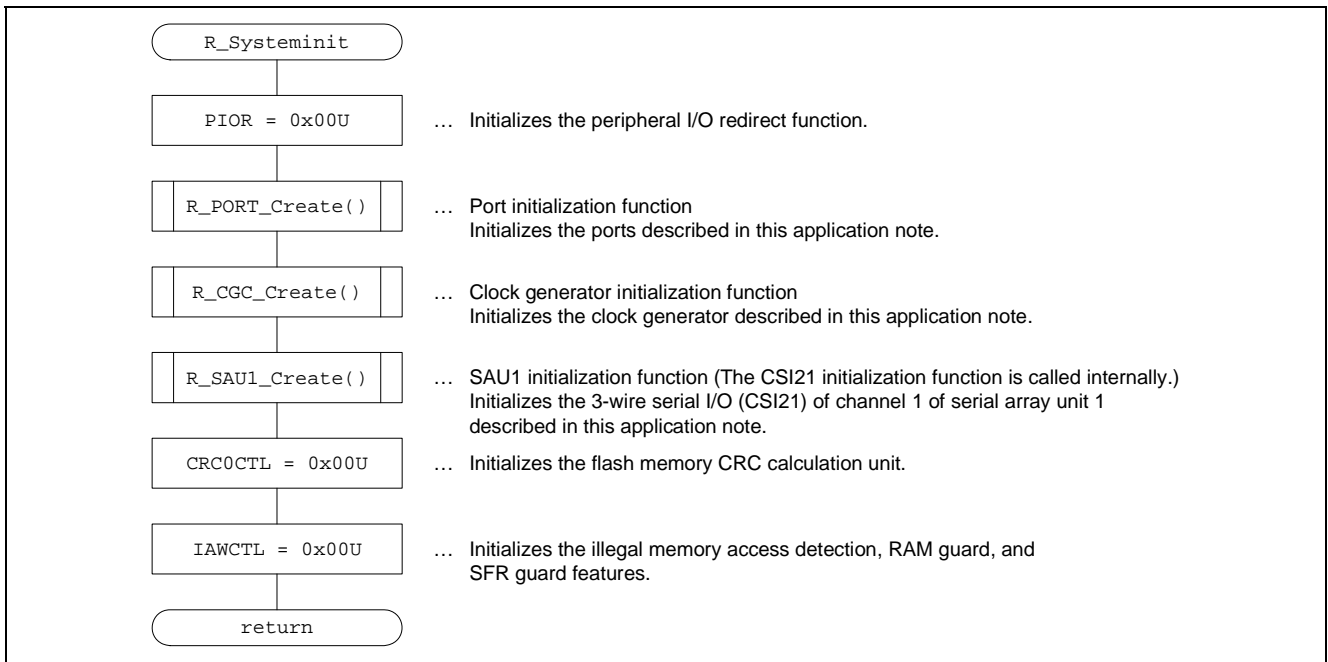 R_Systeminit
PIOR = 0x00U … Initializes the peripheral I/O redirect function.
R_PORT_Create() … Port initialization function
Initializes the ports described in this application note.
R_CGC_Create() … Clock generator initialization function
Initializes the clock generator described in this application note.
R_SAU1_Create() … SAU1 initialization function (The CSI21 initialization function is called internally.)
Initializes the 3-wire serial I/O (CSI21) of channel 1 of serial array unit 1
described in this application note.
CRC0CTL = 0x00U … Initializes the flash memory CRC calculation unit.
IAWCTL = 0x00U … Initializes the illegal memory access detection, RAM guard, and
SFR guard features.
return